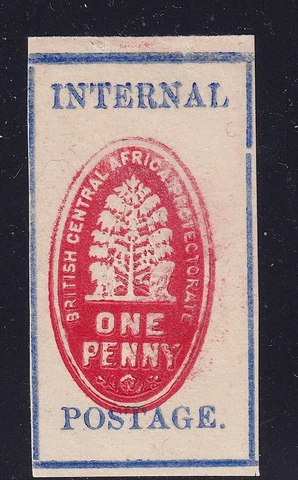 INTERNAL
BRITISH CENTRAL AFRICA PROTECTORATE
ONE
PENNY
POSTAGE.